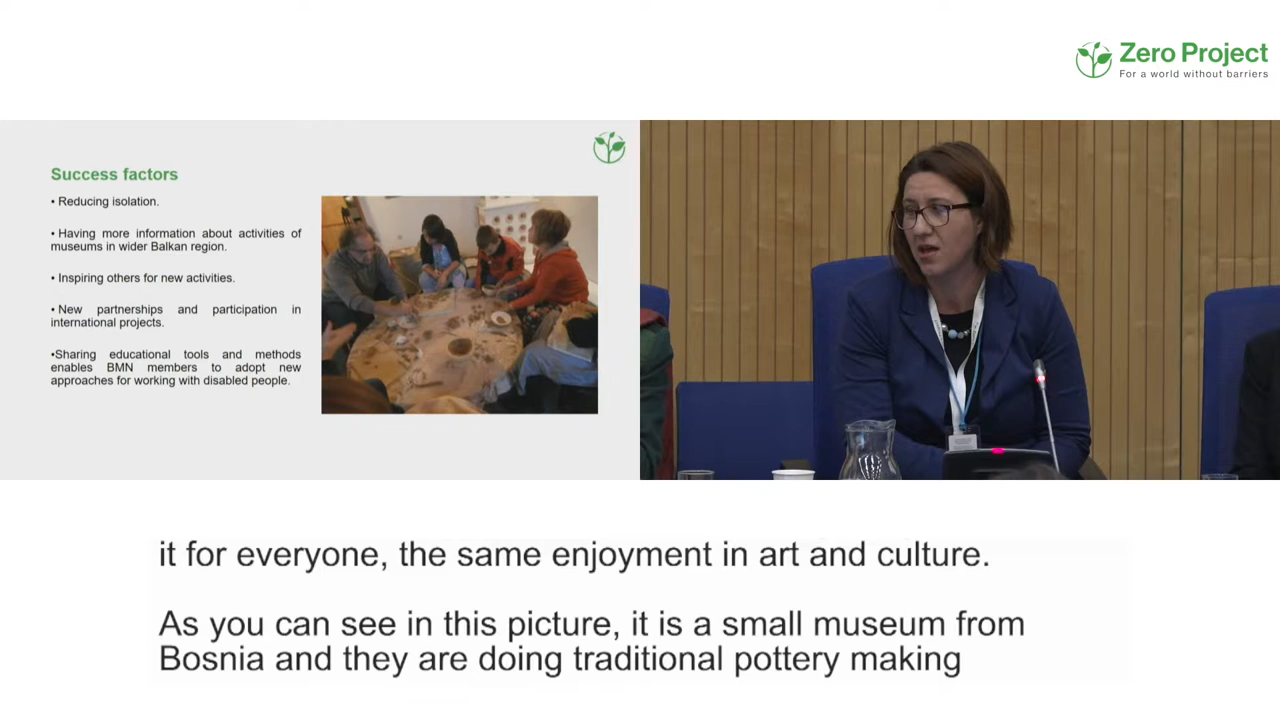 Zero Project
For a world without barriers
Success factors
• Reducing isolation.
• Having more information about activities of
museums in wider Balkan region.
• Inspiring others for new activities.
• New partnerships and participation in
international projects.
•Sharing educational tools and methods
enables BMN members to adopt new
approaches for working with disabled people.
it for everyone, the same enjoyment in art and culture.
As you can see in this picture, it is a small museum from
Bosnia and they are doing traditional pottery making